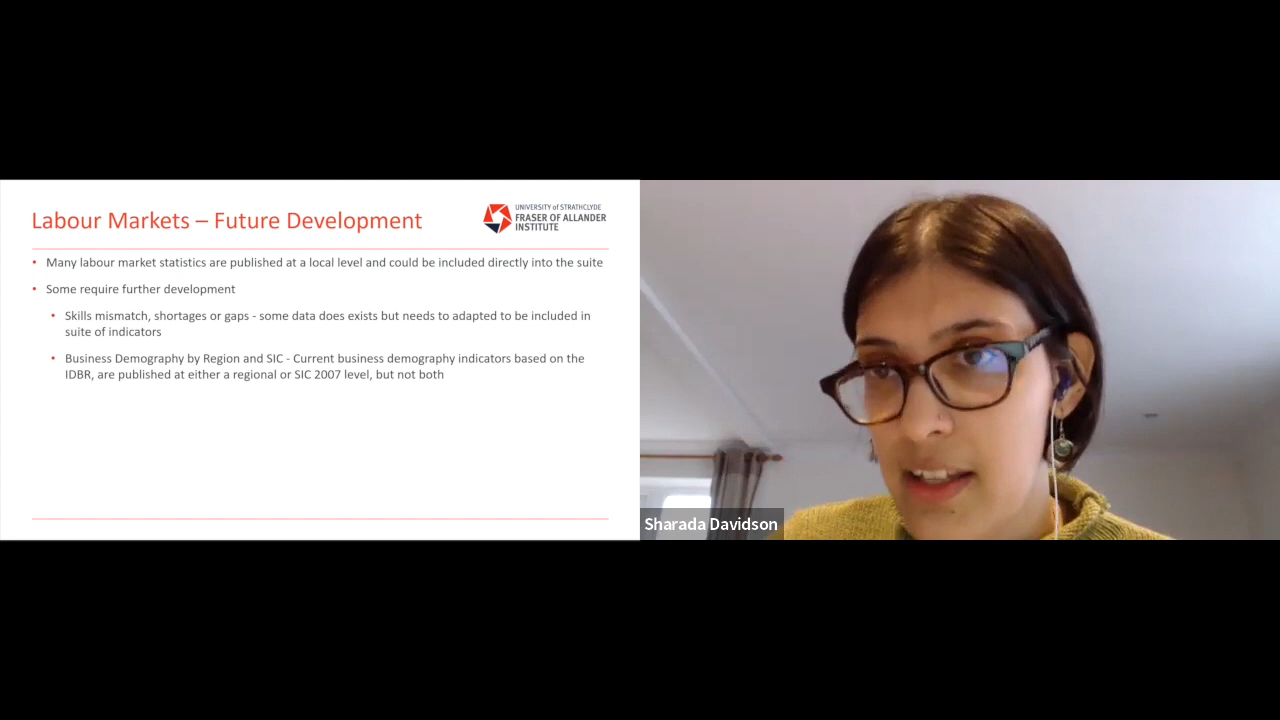 Labour Markets – Future Development
UNIVERSITY of STRATHCLYDE
FRASER OF ALLANDER
INSTITUTE
• Many labour market statistics are published at a local level and could be included directly into the suite
• Some require further development
• Skills mismatch, shortages or gaps - some data does exists but needs to adapted to be included in
suite of indicators
• Business Demography by Region and SIC - Current business demography indicators based on the
IDBR, are published at either a regional or SIC 2007 level, but not both
Sharada Davidson